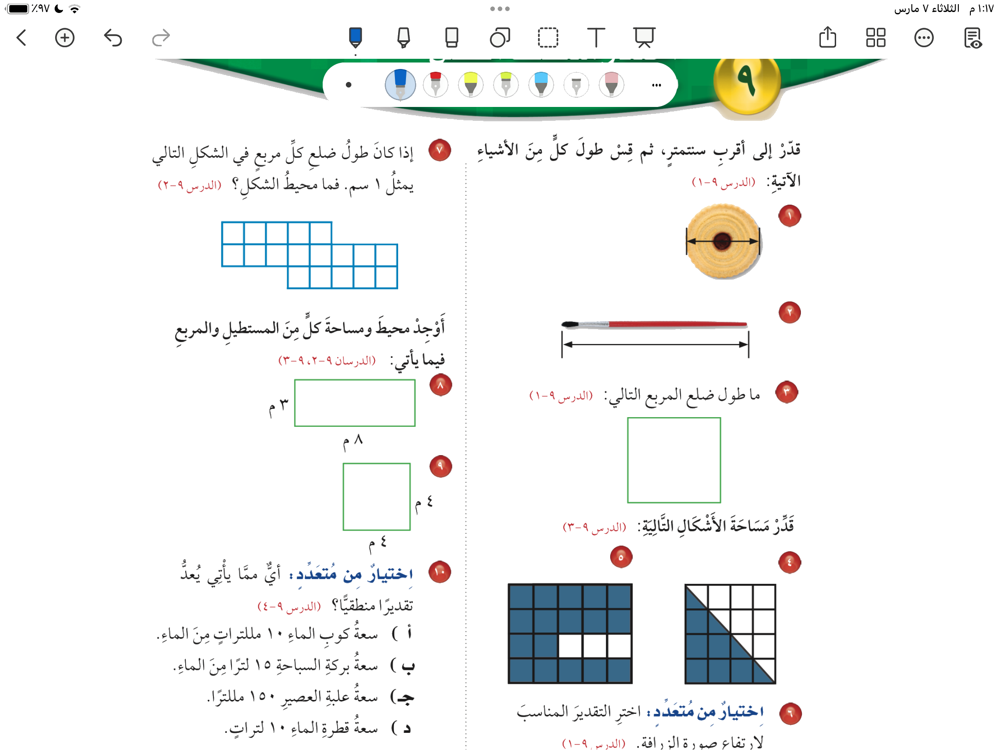 ١:١٧ م الثلاثاء ٧ مارس
٩٧٪
٩
قدّرْ إلى أقربِ سنتمترٍ، ثم قِسْ طولَ كلٍّ مِنَ الأشياءِ
الآتيةِ: (الدرس ٩-١)
١
٢
٣ ما طول ضلع المربع التالي: (الدرس ٩-١)
قَدِّرْ مَسَاحَةَ الأَشْكَالِ التَّالِيَةِ: (الدرس ٩-٣)
٤
٥
٦ اِختيارٌ مِن مُتعَدِّدٍ: اخترِ التقديرَ المناسبَ
لارتفاع صورة الزرافة. (الدرس ٩-١)
٧ إذا كانَ طولُ ضلعِ كلِّ مربعٍ في الشكلِ التالي
يمثلُ ١ سم. فما محيطُ الشكلِ؟ (الدرس ٩-٢)
أَوْجِدْ محيطَ ومساحةَ كلٍّ مِنَ المستطيلِ والمربعِ
فيما يأتي: (الدرسان ٩-٢، ٩-٣)
٨
٣ م
٨ م
٩
٤ م
٤ م
١٠ اِختيارٌ مِن مُتعَدِّدٍ: أيٌّ ممَّا يأْتِي يُعدُّ
تقديرًا منطقيًّا؟ (الدرس ٩-٤)
أ ) سعةُ كوبِ الماءِ ١٠ مللتراتٍ مِنَ الماءِ.
ب ) سعةُ بركةِ السباحةِ ١٥ لترًا مِنَ الماءِ.
جـ) سعةُ علبةِ العصيرِ ١٥٠ مللترًا.
د ) سعةُ قطرةِ الماءِ ١٠ لتراتٍ.